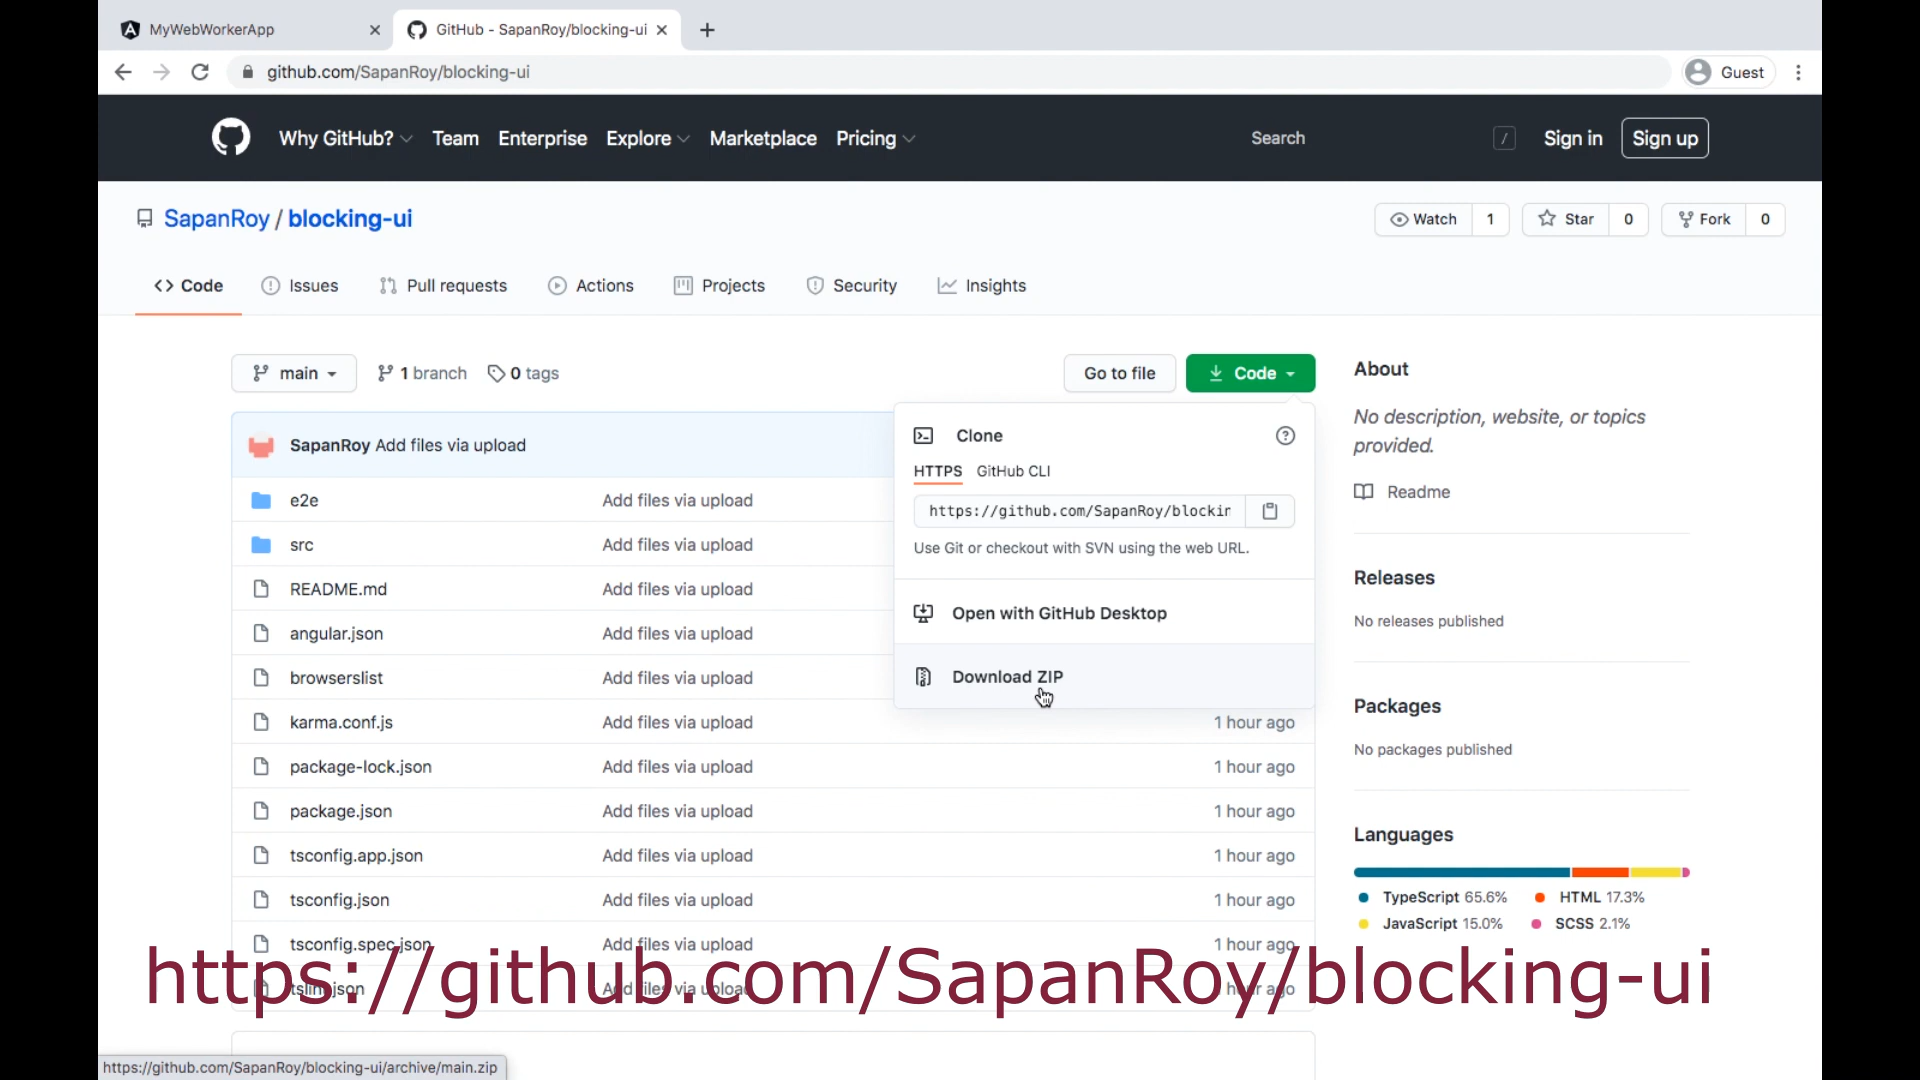 MyWebWorkerApp
GitHub - SapanRoy/blocking-ui
github.com/SapanRoy/blocking-ui
Guest
Why GitHub?
Team
Enterprise
Explore
Marketplace
Pricing
Search
/
Sign in
Sign up
SapanRoy / blocking-ui
Watch 1
Star 0
Fork 0
Code
Issues
Pull requests
Actions
Projects
Security
Insights
main
1 branch
0 tags
Go to file
Code
SapanRoy Add files via upload
e2e Add files via upload
src Add files via upload
README.md Add files via upload
angular.json Add files via upload
browserslist Add files via upload
karma.conf.js Add files via upload 1 hour ago
package-lock.json Add files via upload 1 hour ago
package.json Add files via upload 1 hour ago
tsconfig.app.json Add files via upload 1 hour ago
tsconfig.json Add files via upload 1 hour ago
tsconfig.spec.json Add files via upload 1 hour ago
tslint.json Add files via upload 1 hour ago
Clone
HTTPS GitHub CLI
https://github.com/SapanRoy/blockin
Use Git or checkout with SVN using the web URL.
Open with GitHub Desktop
Download ZIP
About
No description, website, or topics
provided.
Readme
Releases
No releases published
Packages
No packages published
Languages
TypeScript 65.6% HTML 17.3%
JavaScript 15.0% SCSS 2.1%
https://github.com/SapanRoy/blocking-ui
https://github.com/SapanRoy/blocking-ui/archive/main.zip